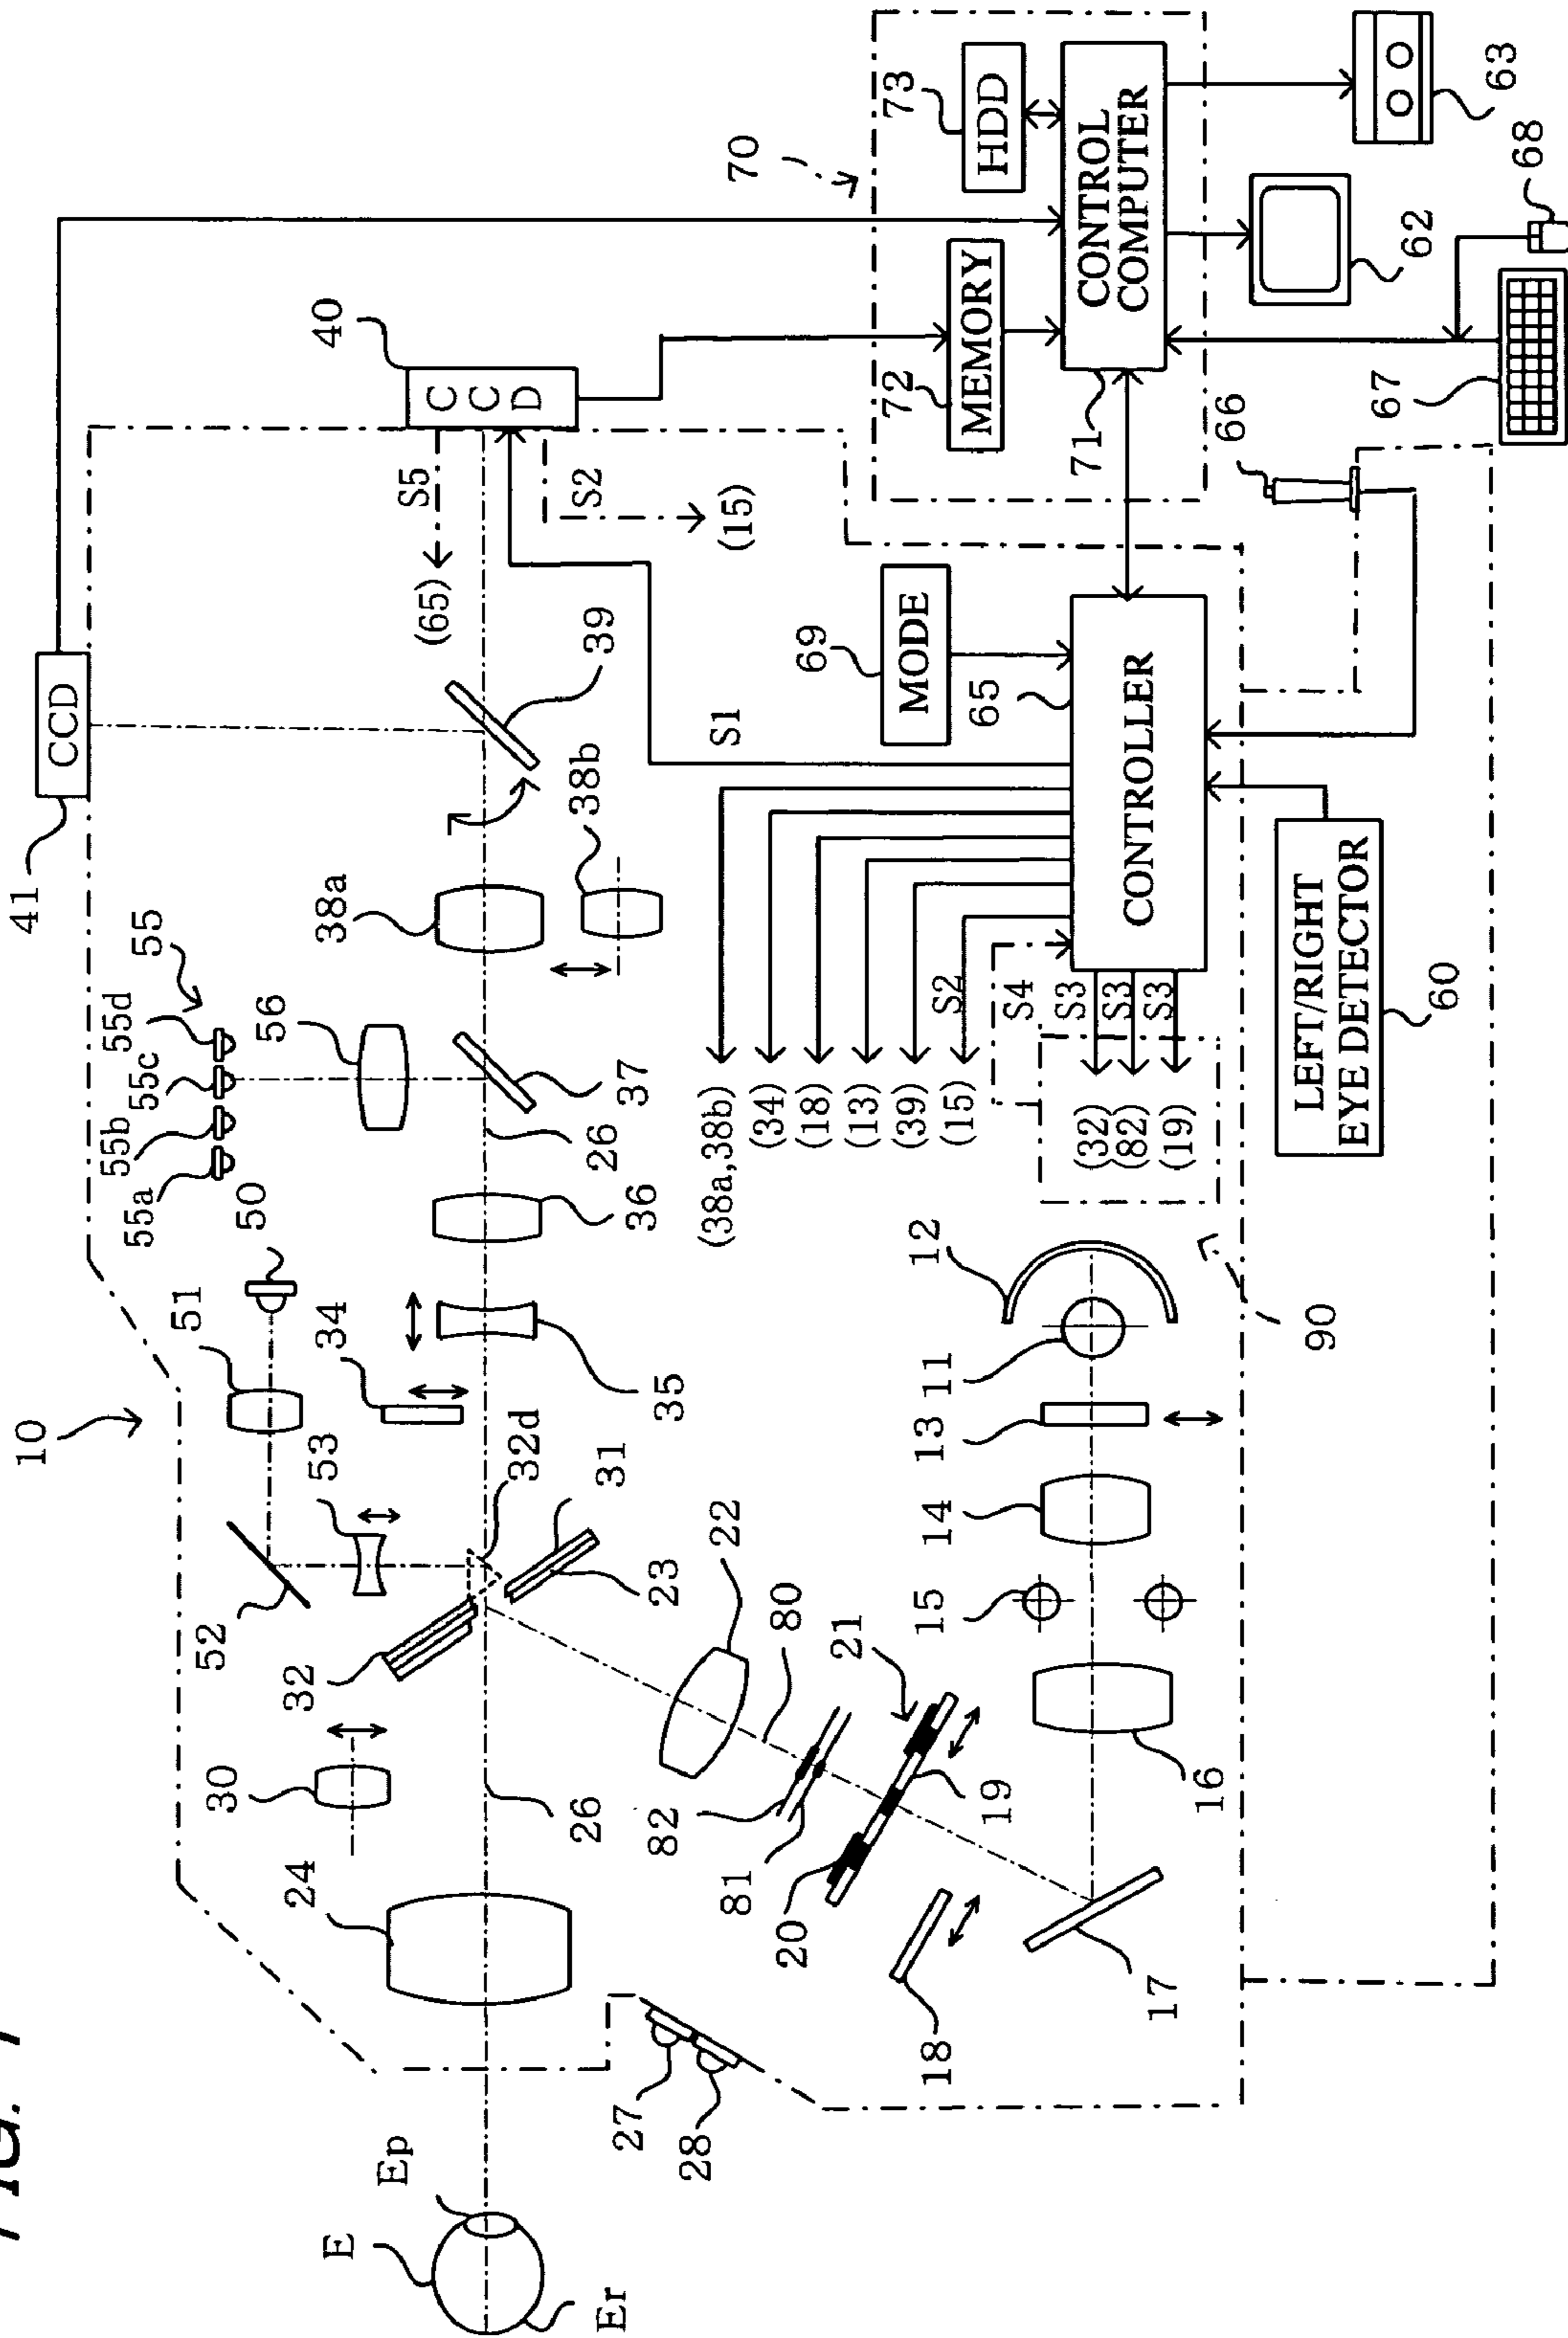 FIG. 1
10
41
CCD
55
55a
55b
55c
55d
50
51
52
53
56
34
35
36
26
37
38a
38b
39
40
C C D
S5
(65)
S2
(15)
S1
E
Ep
Er
24
30
26
32
32d
31
23
22
80
82
81
21
20
19
18
17
16
15
14
13
11
12
27
28
90
(38a,38b)
(34)
(18)
(13)
(39)
(15)
S2
S4
S3
S3
S3
(32)
(82)
(19)
69
MODE
65
CONTROLLER
LEFT/RIGHT
EYE DETECTOR
60
70
73
HDD
72
MEMORY
CONTROL
COMPUTER
71
62
63
66
67
68